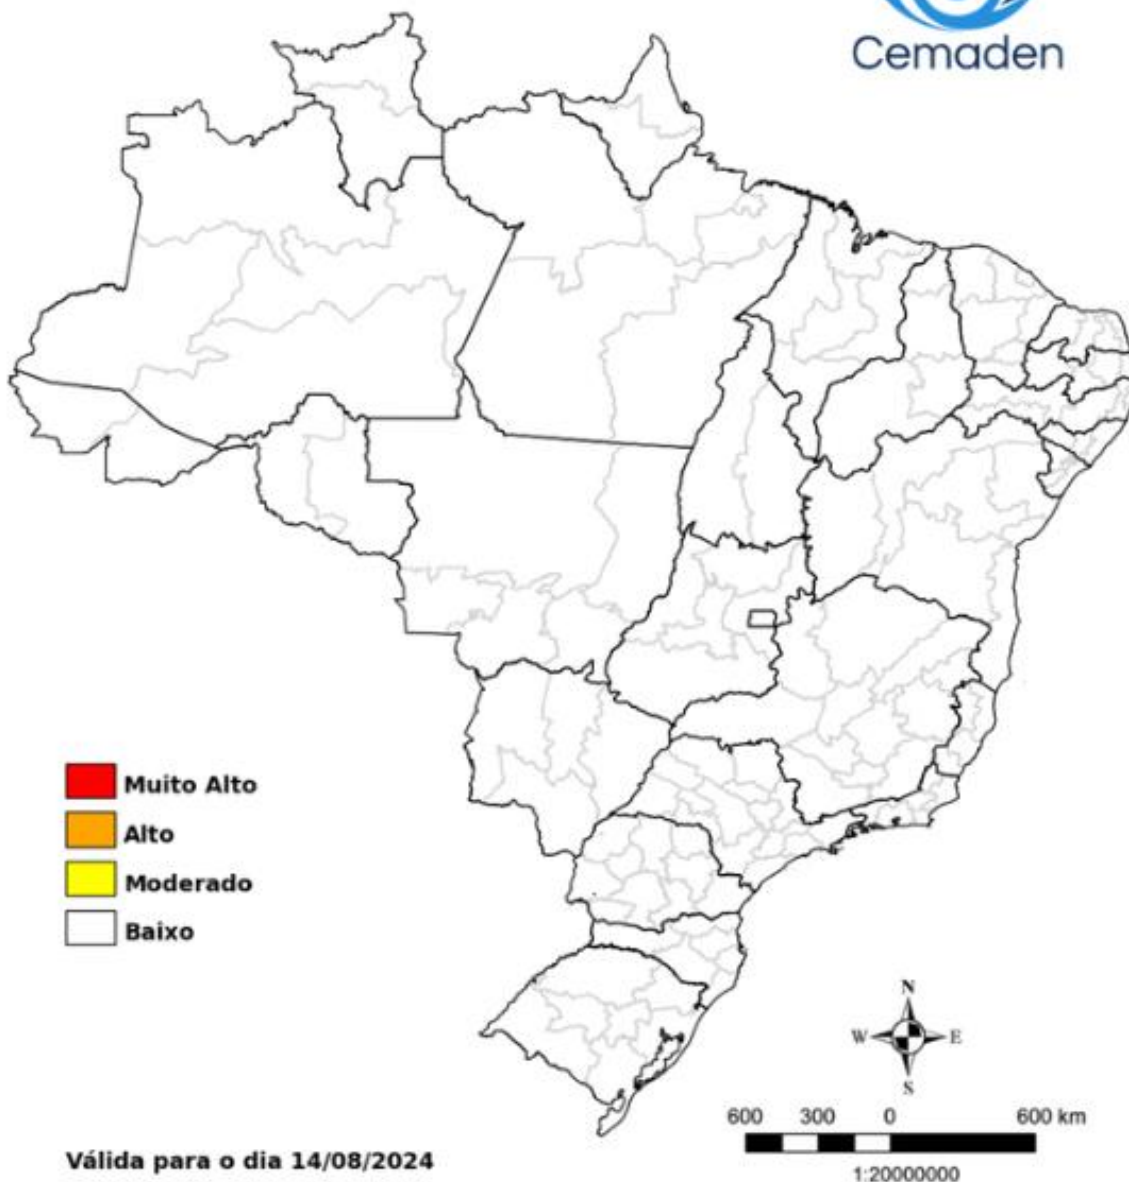 Cemaden
Muito Alto
Alto
Moderado
Baixo
N
W E
S
600 300 0 600 km
1:20000000
Válida para o dia 14/08/2024